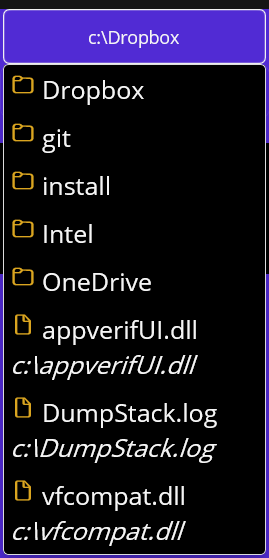 c:\Dropbox
Dropbox
git
install
Intel
OneDrive
appverifUI.dll
c:\appverifUI.dll
DumpStack.log
c:\DumpStack.log
vfcompat.dll
c:\vfcompat.dll